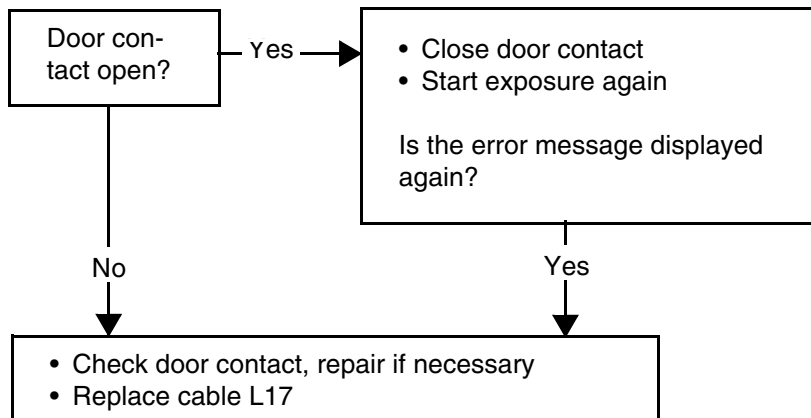 Door con-
tact open?
Yes
• Close door contact
• Start exposure again
Is the error message displayed
again?
No
Yes
• Check door contact, repair if necessary
• Replace cable L17